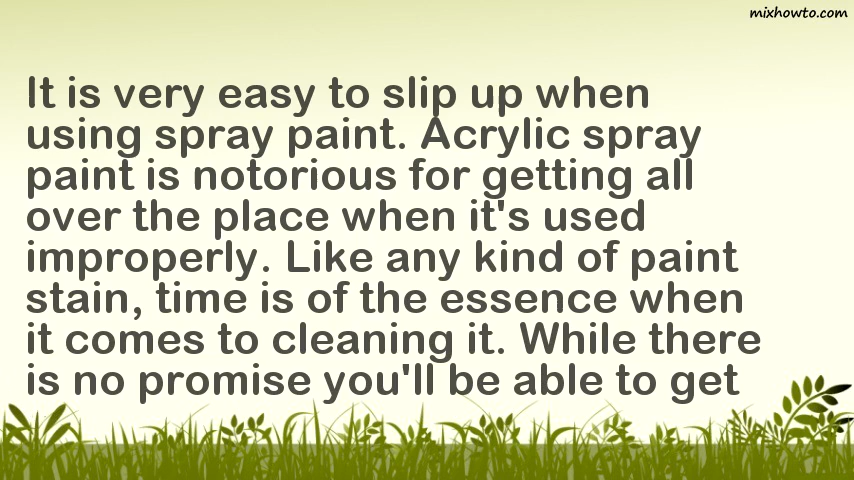 mixhowto.com
It is very easy to slip up when
using spray paint. Acrylic spray
paint is notorious for getting all
over the place when it's used
improperly. Like any kind of paint
stain, time is of the essence when
it comes to cleaning it. While there
is no promise you'll be able to get